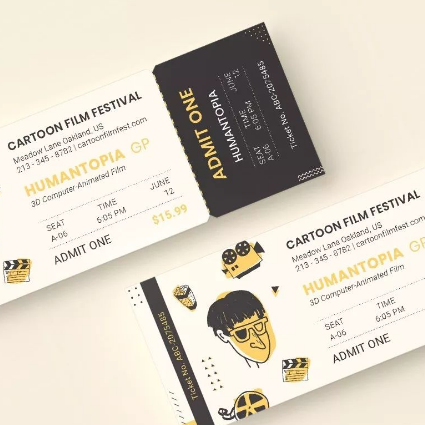 CARTOON FILM FESTIVAL
Meadow Lane Oakland, US
213 - 345 - 8782 | cartoonfilmfest.com
HUMANTOPIA GP
3D Computer-Animated Film
SEAT
TIME
JUNE
A-06
6:05 PM
12
ADMIT ONE
$15.99
ADMIT ONE
HUMANTOPIA
SEAT
TIME
JUNE
A-06
6:05 PM
12
Ticket No. ABC-2075485
Ticket No. ABC-2075485
CARTOON FILM FESTIVAL
Meadow Lane Oakland, US
213 - 345 - 8782 | cartoonfilmfest.com
HUMANTOPIA GP
3D Computer-Animated Film
SEAT
TIME
A-06
6:05 PM
ADMIT ONE